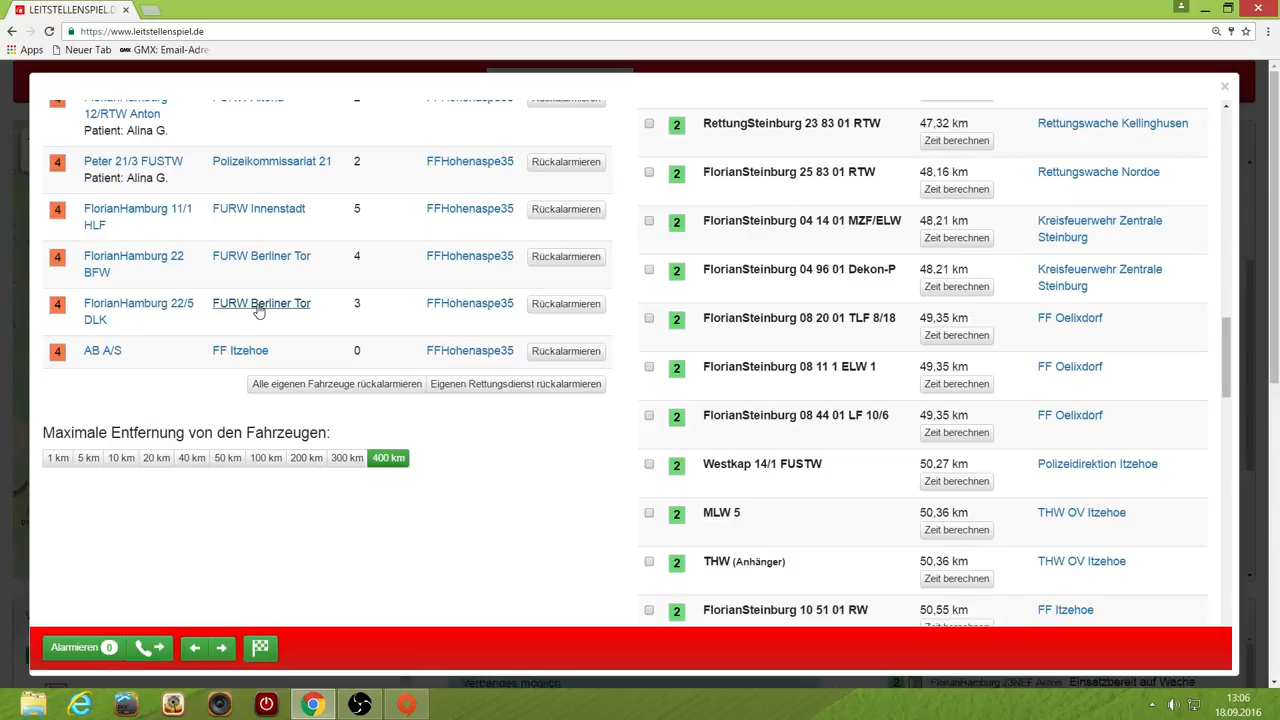 LEITSTELLENSPIEL.D
https://www.leitstellenspiel.de
Apps
Neuer Tab
GMX: Email-Adre
12/RTW Anton
Patient: Alina G.
Rückalarmieren
4
Peter 21/3 FUSTW
Polizeikommissariat 21
2
FFHohenaspe35
Rückalarmieren
Patient: Alina G.
4
FlorianHamburg 11/1
HLF
FURW Innenstadt
5
FFHohenaspe35
Rückalarmieren
4
FlorianHamburg 22
BFW
FURW Berliner Tor
4
FFHohenaspe35
Rückalarmieren
4
FlorianHamburg 22/5
DLK
FURW Berliner Tor
3
FFHohenaspe35
Rückalarmieren
4
AB A/S
FF Itzehoe
0
FFHohenaspe35
Rückalarmieren
Alle eigenen Fahrzeuge rückalarmieren
Eigenen Rettungsdienst rückalarmieren
Maximale Entfernung von den Fahrzeugen:
1 km 5 km 10 km 20 km 40 km 50 km 100 km 200 km 300 km 400 km
Zeit berechnen
2
RettungSteinburg 23 83 01 RTW
47,32 km
Zeit berechnen
Rettungswache Kellinghusen
2
FlorianSteinburg 25 83 01 RTW
48,16 km
Zeit berechnen
Rettungswache Nordoe
2
FlorianSteinburg 04 14 01 MZF/ELW
48,21 km
Zeit berechnen
Kreisfeuerwehr Zentrale
Steinburg
2
FlorianSteinburg 04 96 01 Dekon-P
48,21 km
Zeit berechnen
Kreisfeuerwehr Zentrale
Steinburg
2
FlorianSteinburg 08 20 01 TLF 8/18
49,35 km
Zeit berechnen
FF Oelixdorf
2
FlorianSteinburg 08 11 1 ELW 1
49,35 km
Zeit berechnen
FF Oelixdorf
2
FlorianSteinburg 08 44 01 LF 10/6
49,35 km
Zeit berechnen
FF Oelixdorf
2
Westkap 14/1 FUSTW
50,27 km
Zeit berechnen
Polizeidirektion Itzehoe
2
MLW 5
50,36 km
Zeit berechnen
THW OV Itzehoe
2
THW (Anhänger)
50,36 km
Zeit berechnen
THW OV Itzehoe
2
FlorianSteinburg 10 51 01 RW
50,55 km
FF Itzehoe
Alarmieren 0
Verbandes möglich
Einsatzbereit auf Wache
13:06
18.09.2016